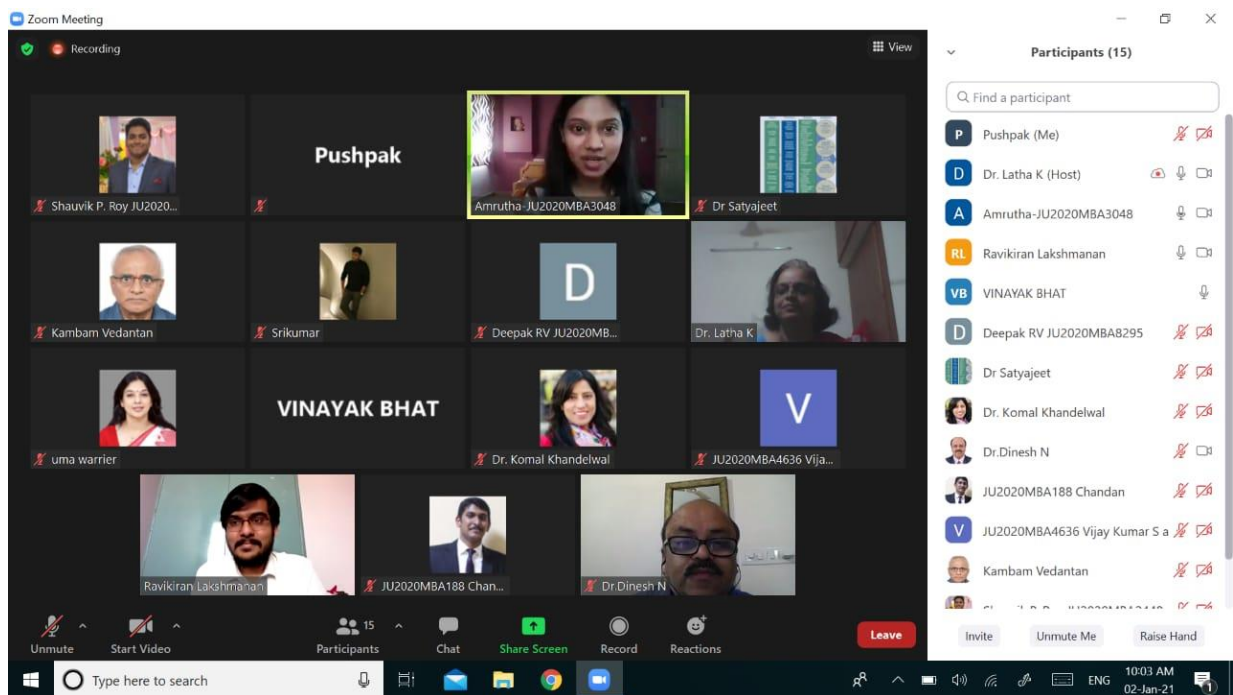 Zoom Meeting
Recording
View
Shauvik P. Roy JU2020...
Pushpak
Amrutha-JU2020MBA3048
Dr Satyajeet
Kambam Vedantan
Srikumar
D
Deepak RV JU2020MB...
Dr. Latha K
uma warrier
VINAYAK BHAT
Dr. Komal Khandelwal
V
JU2020MBA4636 Vija...
Ravikiran Lakshmanan
JU2020MBA188 Chan...
Dr.Dinesh N
Unmute
Start Video
15
Participants
Chat
Share Screen
Record
Reactions
Leave
Participants (15)
Find a participant
P Pushpak (Me)
D Dr. Latha K (Host)
A Amrutha-JU2020MBA3048
RL Ravikiran Lakshmanan
VB VINAYAK BHAT
D Deepak RV JU2020MBA8295
Dr Satyajeet
Dr. Komal Khandelwal
Dr.Dinesh N
JU2020MBA188 Chandan
V JU2020MBA4636 Vijay Kumar S a
Kambam Vedantan
Invite
Unmute Me
Raise Hand
Type here to search
ENG
10:03 AM
02-Jan-21
1